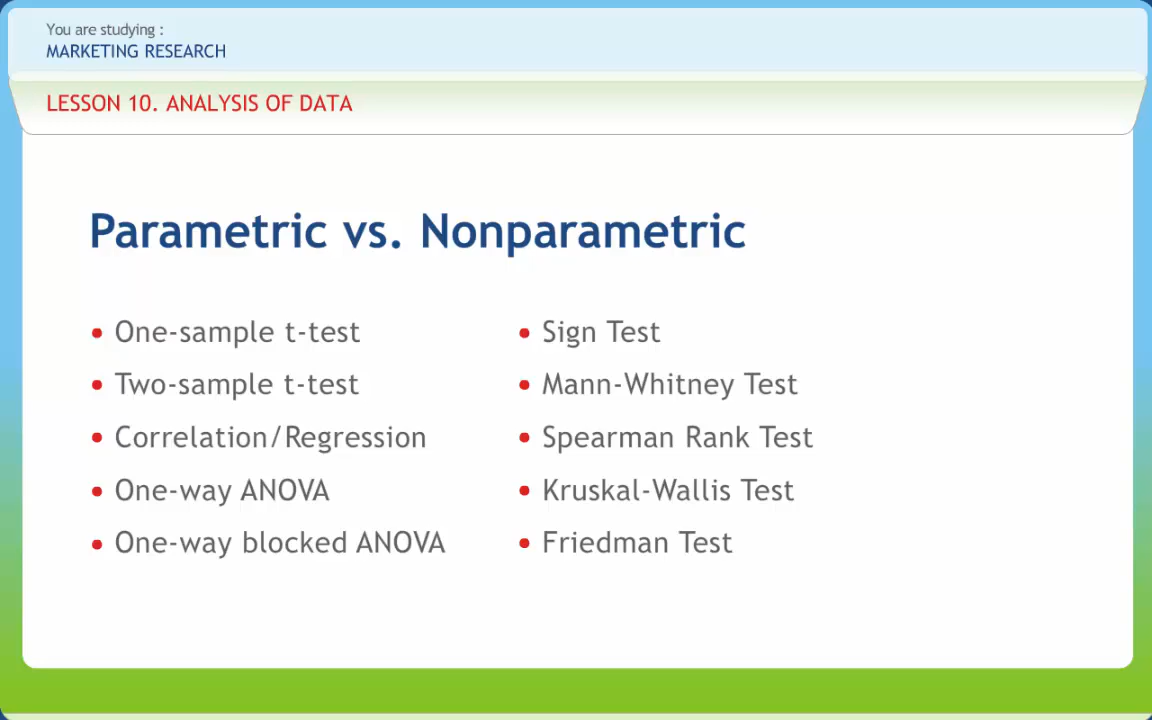 You are studying :
MARKETING RESEARCH
LESSON 10. ANALYSIS OF DATA
Parametric vs. Nonparametric
• One-sample t-test
• Two-sample t-test
• Correlation/Regression
• One-way ANOVA
• One-way blocked ANOVA
• Sign Test
• Mann-Whitney Test
• Spearman Rank Test
• Kruskal-Wallis Test
• Friedman Test